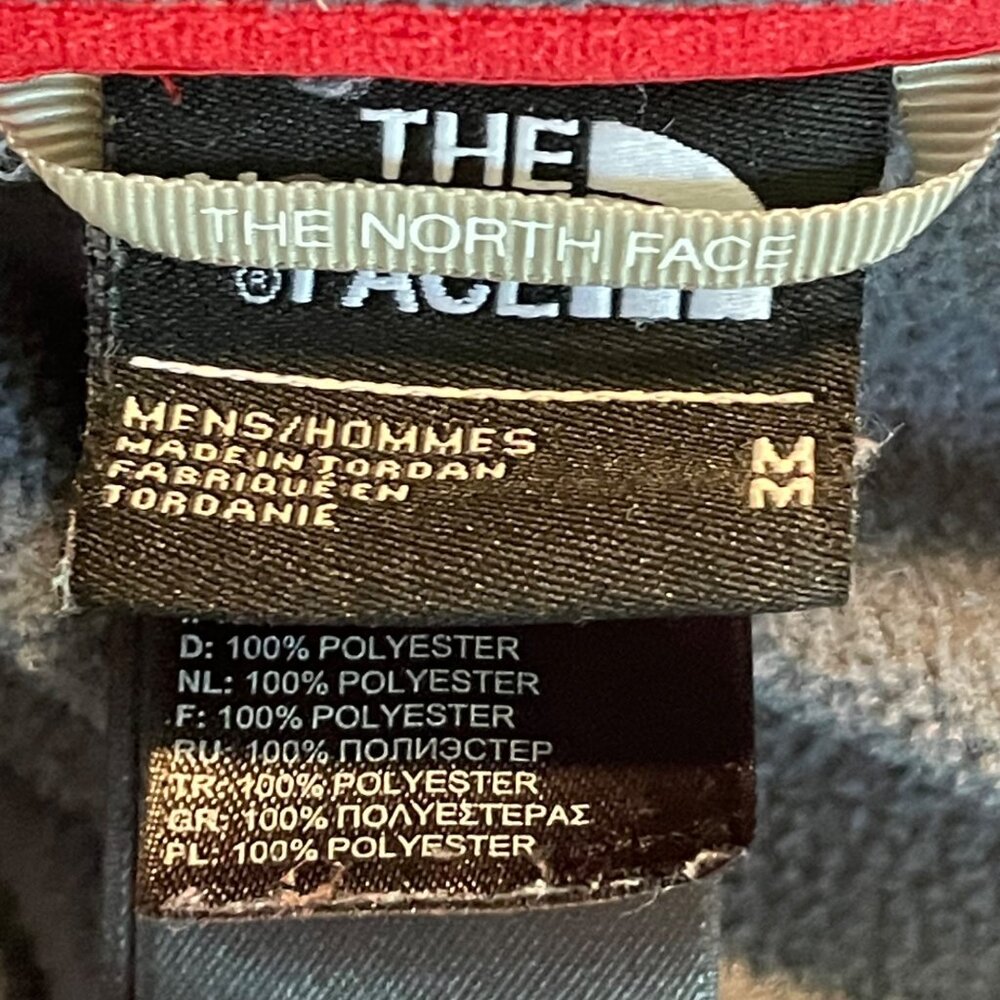 THE
THE NORTH FACE
® FACE
MENS/HOMMES
MADE IN JORDAN
FABRIQUÉ EN
JORDANIE
M
M
D: 100% POLYESTER
NL: 100% POLYESTER
F: 100% POLYESTER
RU: 100% ПОЛИЭСТЕР
TR: 100% POLYESTER
GR: 100% ΠΟΛΥΕΣΤΕΡΑΣ
PL: 100% POLYESTER